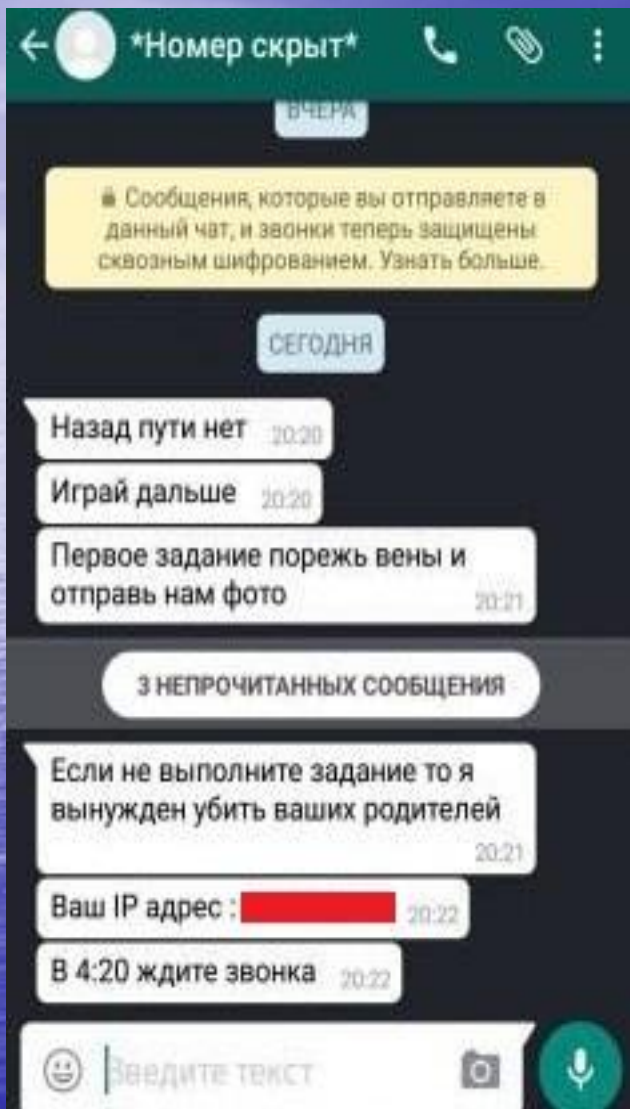 *Номер скрыт*
ВЧЕРА
Сообщения, которые вы отправляете в
данный чат, и звонки теперь защищены
сквозным шифрованием. Узнать больше.
СЕГОДНЯ
Назад пути нет 20:20
Играй дальше 20:20
Первое задание порежь вены и
отправь нам фото 20:21
3 НЕПРОЧИТАННЫХ СООБЩЕНИЯ
Если не выполните задание то я
вынужден убить ваших родителей
20:21
Ваш IP адрес : 20:22
В 4:20 ждите звонка 20:22
Введите текст